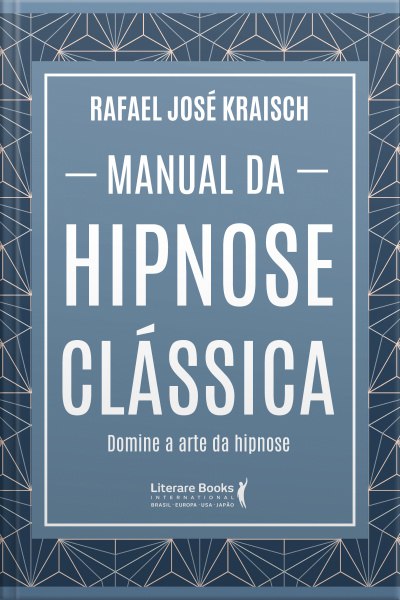 RAFAEL JOSÉ KRAISCH
— MANUAL DA —
HIPNOSE
CLÁSSICA
Domine a arte da hipnose
Literare Books
INTERNATIONAL
BRASIL · EUROPA · USA · JAPÃO